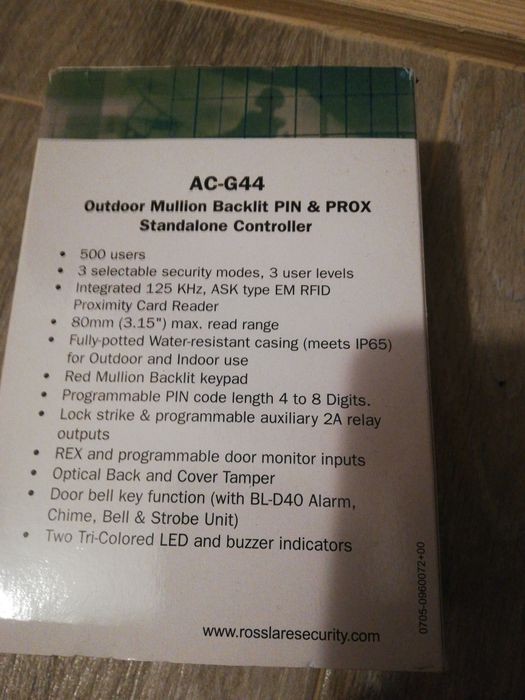 AC-G44
Outdoor Mullion Backlit PIN & PROX
Standalone Controller
• 500 users
• 3 selectable security modes, 3 user levels
• Integrated 125 KHz, ASK type EM RFID
Proximity Card Reader
• 80mm (3.15") max. read range
• Fully-potted Water-resistant casing (meets IP65)
for Outdoor and Indoor use
• Red Mullion Backlit keypad
• Programmable PIN code length 4 to 8 Digits.
• Lock strike & programmable auxiliary 2A relay
outputs
• REX and programmable door monitor inputs
• Optical Back and Cover Tamper
• Door bell key function (with BL-D40 Alarm,
Chime, Bell & Strobe Unit)
• Two Tri-Colored LED and buzzer indicators
www.rosslaresecurity.com
0705-0960072+00